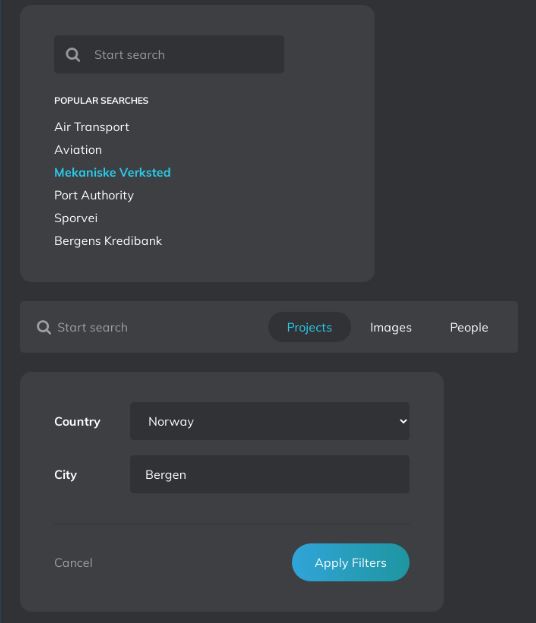 Start search
POPULAR SEARCHES
Air Transport
Aviation
Mekaniske Verksted
Port Authority
Sporvei
Bergens Kredibank
Start search Projects Images People
Country Norway
City Bergen
Cancel Apply Filters